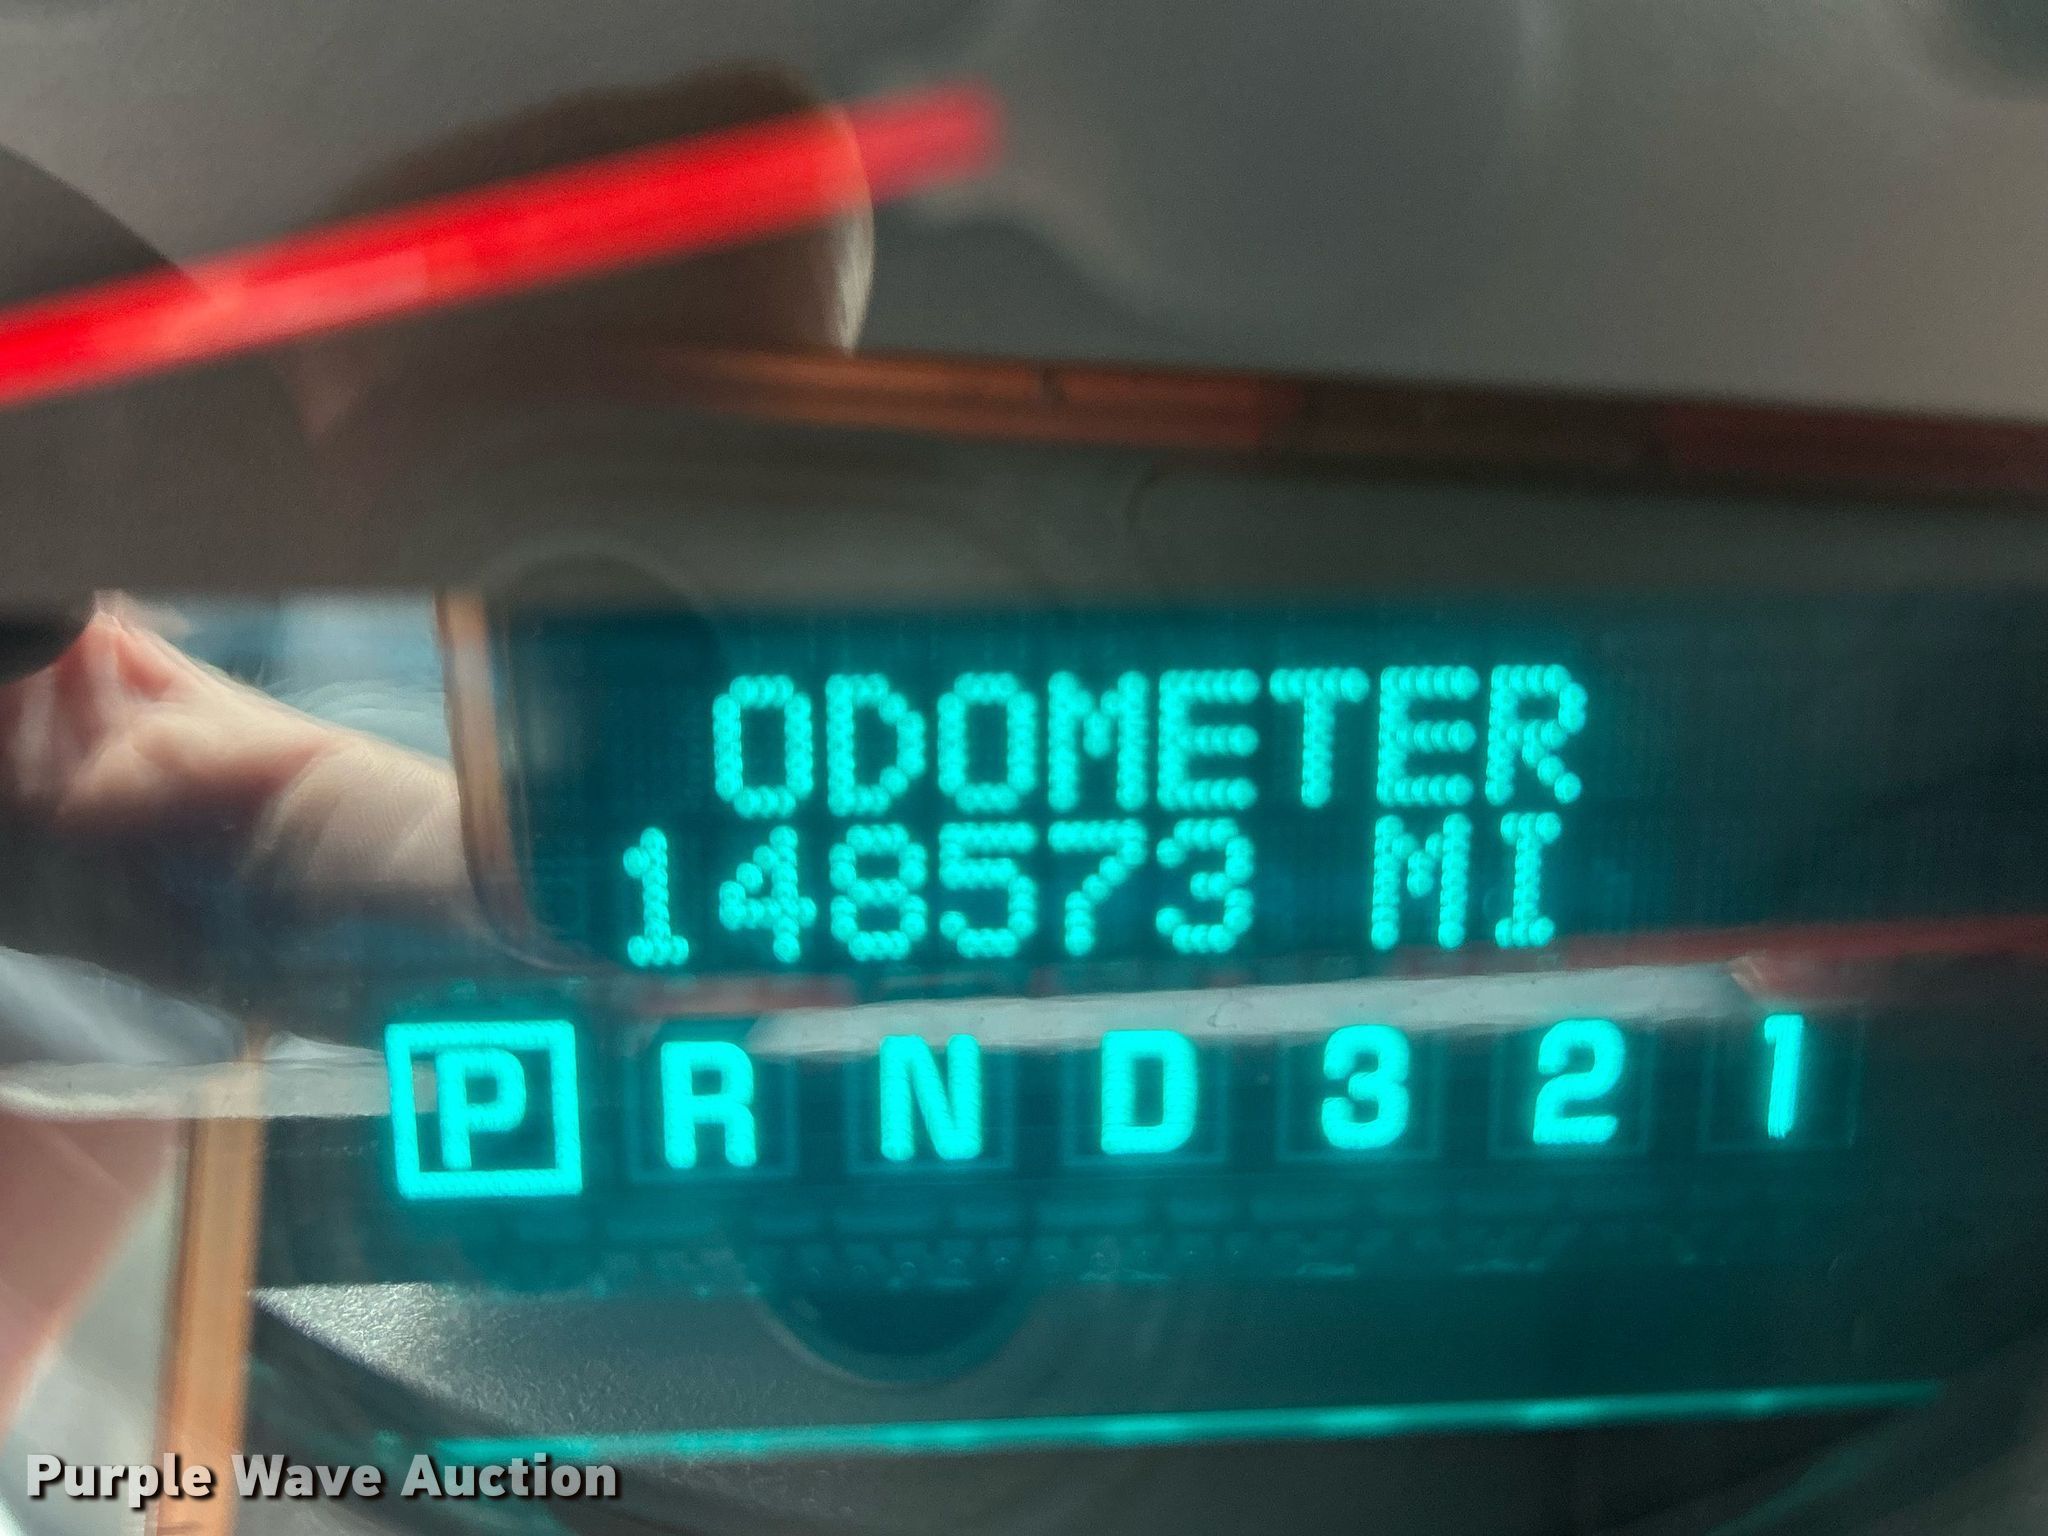 ODOMETER
148573 MI
P R N D 3 2 1
Purple Wave Auction